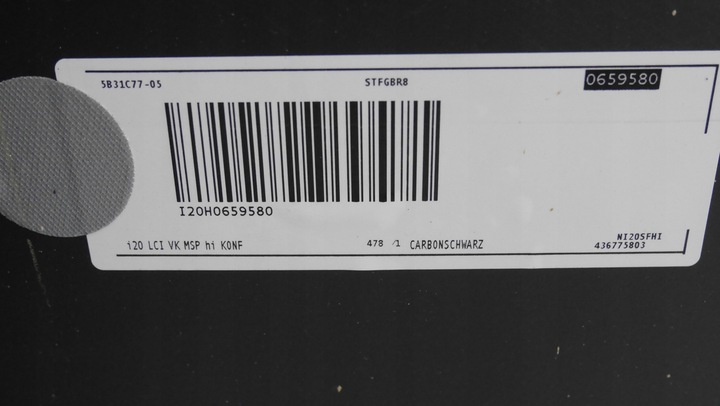 5B31C77-05 STFGBR8 0659580
I20H0659580
i20 LCI VK MSP hi KONF 478 /1 CARBONSCHWARZ
NI20SFHI
436775803